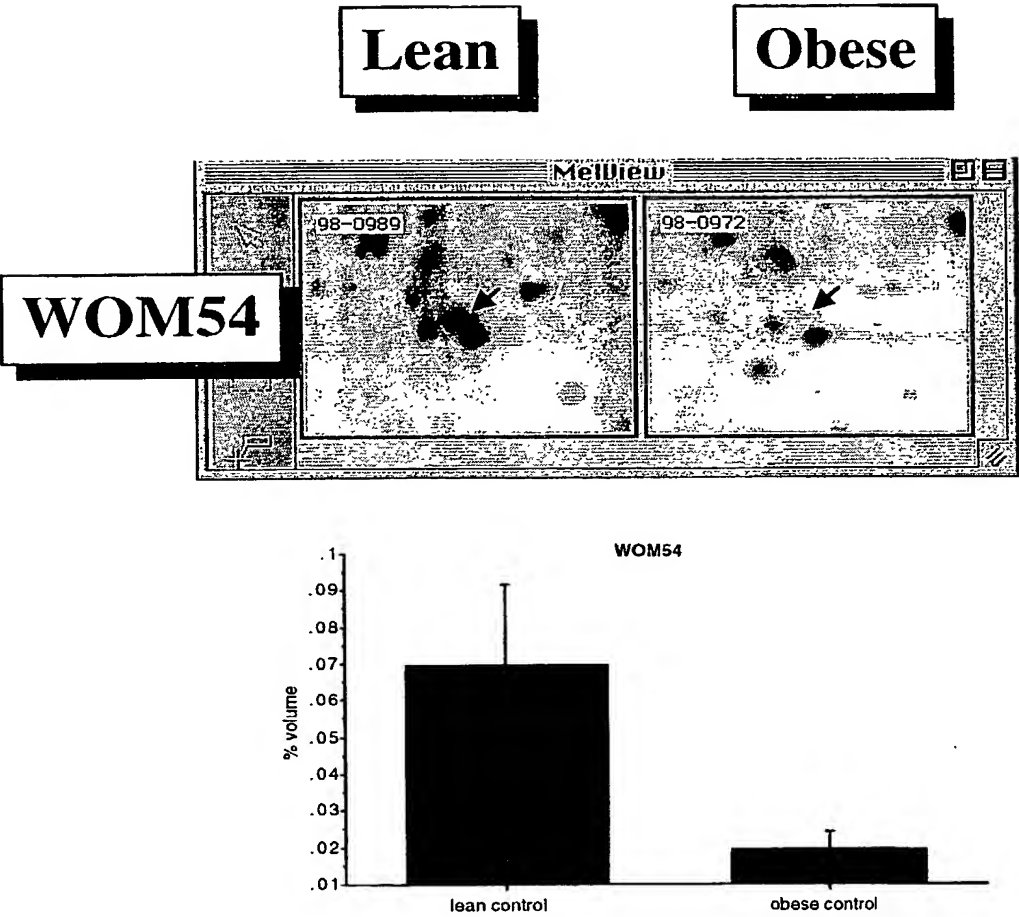 Lean
Obese
MelView
98-0989
98-0972
WOM54
WOM54
% volume
.1
.09
.08
.07
.06
.05
.04
.03
.02
.01
lean control
obese control